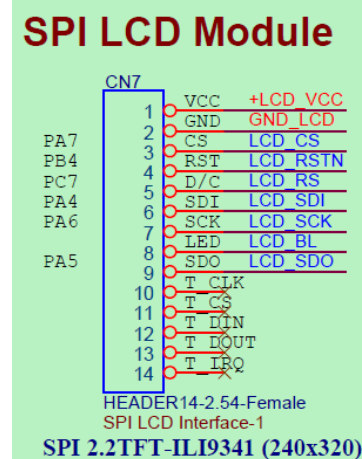 SPI LCD Module
CN7
1 VCC +LCD_VCC
2 GND GND_LCD
PA7 3 CS LCD_CS
PB4 4 RST LCD_RSTN
PC7 5 D/C LCD_RS
PA4 6 SDI LCD_SDI
PA6 7 SCK LCD_SCK
8 LED LCD_BL
PA5 9 SDO LCD_SDO
10 T_CLK
11 T_CS
12 T_DIN
13 T_DOUT
14 T_IRQ
HEADER14-2.54-Female
SPI LCD Interface-1
SPI 2.2TFT-ILI9341 (240x320)